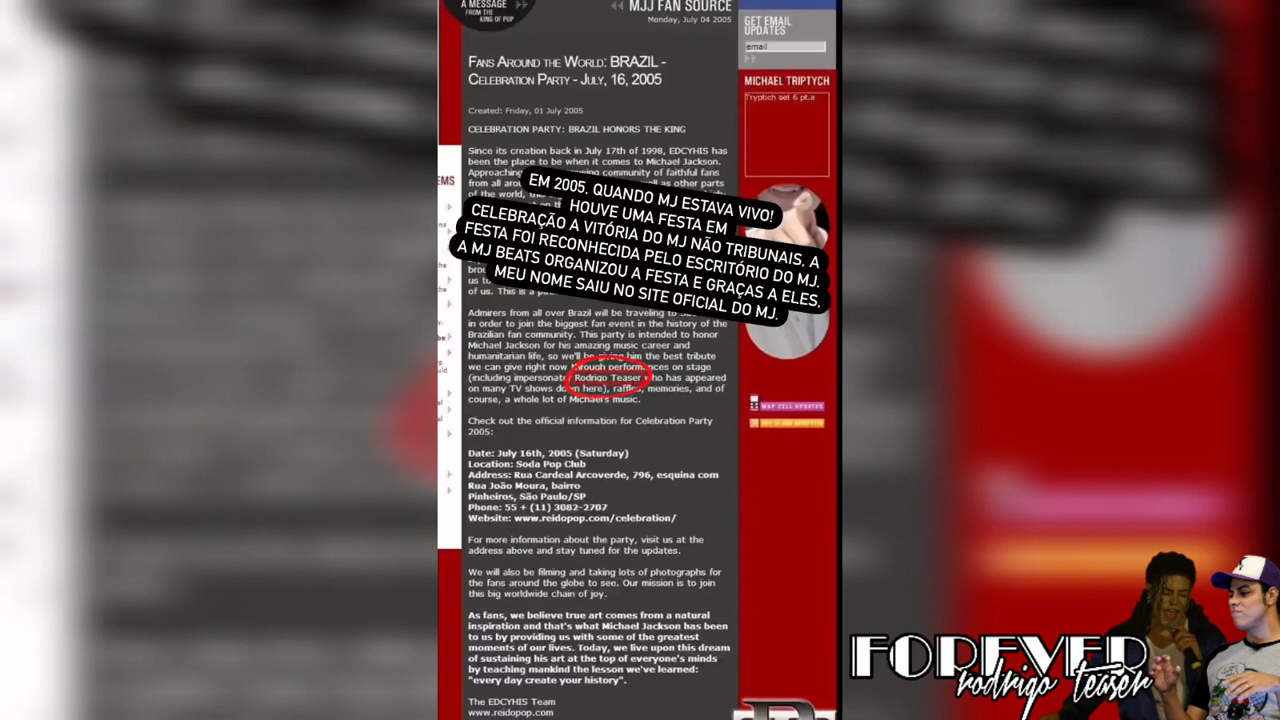 A MESSAGE
FROM THE
KING OF POP
MJJ FAN SOURCE
Monday, July 04 2005
GET EMAIL
UPDATES
email
FANS AROUND THE WORLD: BRAZIL -
CELEBRATION PARTY - JULY, 16, 2005
MICHAEL TRIPTYCH
Tryptich set 6 pt.a
Created: Friday, 01 July 2005
CELEBRATION PARTY: BRAZIL HONORS THE KING
Since its creation back in July 17th of 1998, EDCYHIS has
been the place to be when it comes to Michael Jackson.
EMS
EM 2005, QUANDO MJ ESTAVA VIVO!
HOUVE UMA FESTA EM
CELEBRAÇÃO A VITÓRIA DO MJ NÃO TRIBUNAIS, A
FESTA FOI RECONHECIDA PELO ESCRITÓRIO DO MJ.
A MJ BEATS ORGANIZOU A FESTA E GRAÇAS A ELES,
MEU NOME SAIU NO SITE OFICIAL DO MJ.
of us. This is a
Admirers from all over Brazil will be traveling to
in order to join the biggest fan event in the history of the
Brazilian fan community. This party is intended to honor
Michael Jackson for his amazing music career and
humanitarian life, so we'll be giving him the best tribute
we can give right now through performances on stage
(including impersonator Rodrigo Teaser who has appeared
on many TV shows down here), raffles, memories, and of
course, a whole lot of Michael's music.
Check out the official information for Celebration Party
2005:
Date: July 16th, 2005 (Saturday)
Location: Soda Pop Club
Address: Rua Cardeal Arcoverde, 796, esquina com
Rua João Moura, bairro
Pinheiros, São Paulo/SP
Phone: 55 + (11) 3082-2707
Website: www.reidopop.com/celebration/
For more information about the party, visit us at the
address above and stay tuned for the updates.
We will also be filming and taking lots of photographs for
the fans around the globe to see. Our mission is to join
this big worldwide chain of joy.
As fans, we believe true art comes from a natural
inspiration and that's what Michael Jackson has been
to us by providing us with some of the greatest
moments of our lives. Today, we live upon this dream
of sustaining his art at the top of everyone's minds
by teaching mankind the lesson we've learned:
"every day create your history".
The EDCYHIS Team
www.reidopop.com
FOREVER
rodrigo teaser